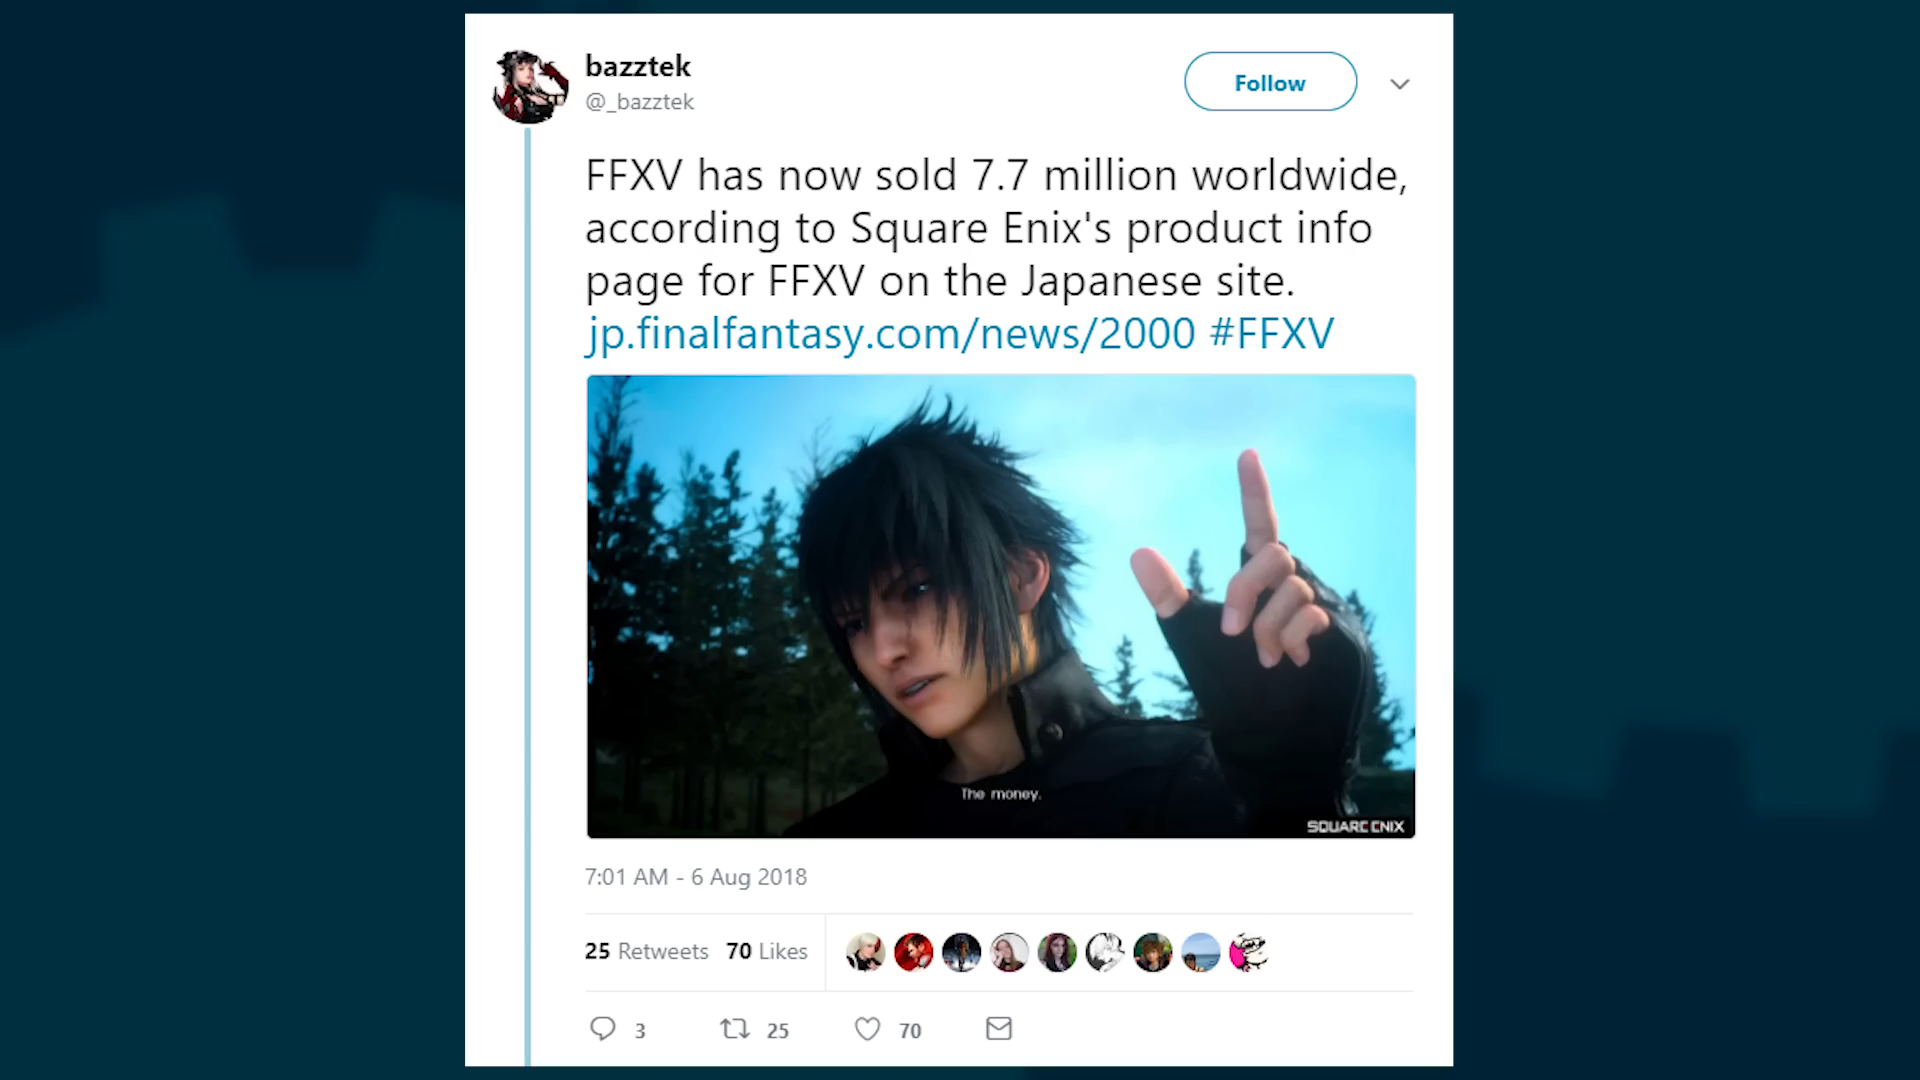 bazztek
@_bazztek
Follow
FFXV has now sold 7.7 million worldwide,
according to Square Enix's product info
page for FFXV on the Japanese site.
jp.finalfantasy.com/news/2000 #FFXV
The money.
SQUARE ENIX
7:01 AM - 6 Aug 2018
25 Retweets 70 Likes
3 25 70